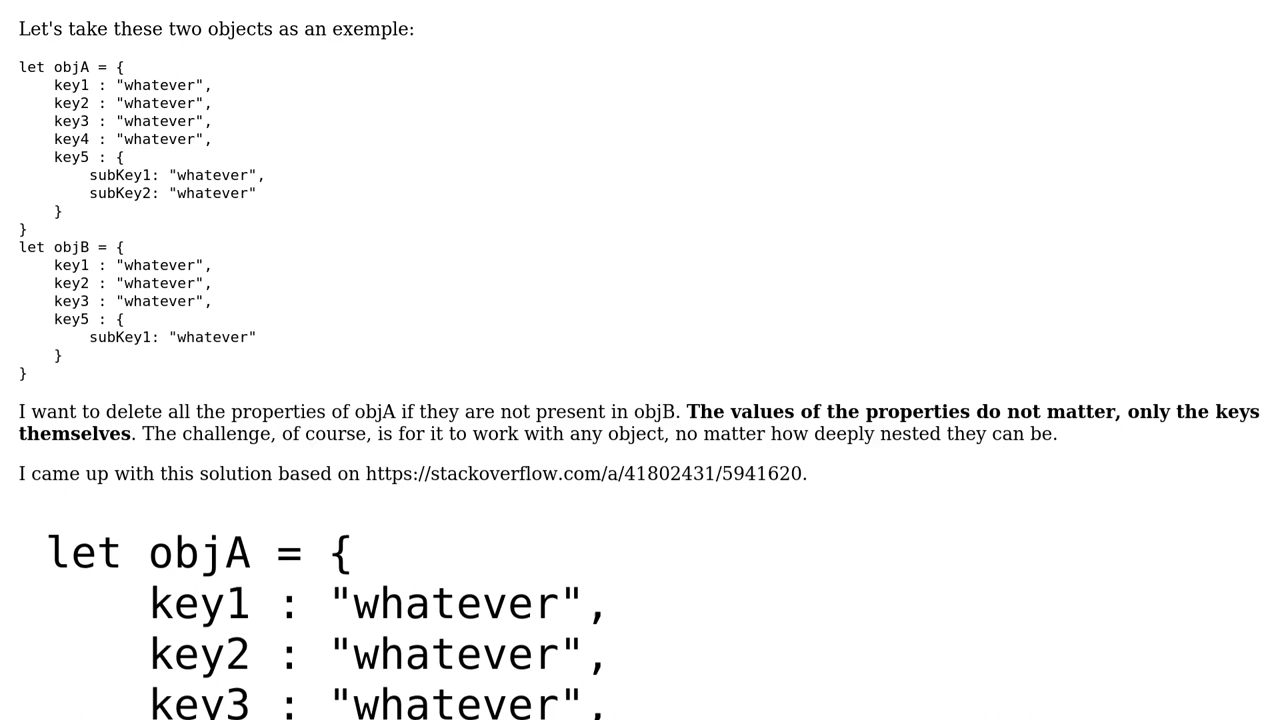 Let's take these two objects as an exemple:
let objA = {
    key1 : "whatever",
    key2 : "whatever",
    key3 : "whatever",
    key4 : "whatever",
    key5 : {
        subKey1: "whatever",
        subKey2: "whatever"
    }
}
let objB = {
    key1 : "whatever",
    key2 : "whatever",
    key3 : "whatever",
    key5 : {
        subKey1: "whatever"
    }
}
I want to delete all the properties of objA if they are not present in objB. The values of the properties do not matter, only the keys
themselves. The challenge, of course, is for it to work with any object, no matter how deeply nested they can be.
I came up with this solution based on https://stackoverflow.com/a/41802431/5941620.
let objA = {
    key1 : "whatever",
    key2 : "whatever",
    key3 : "whatever",